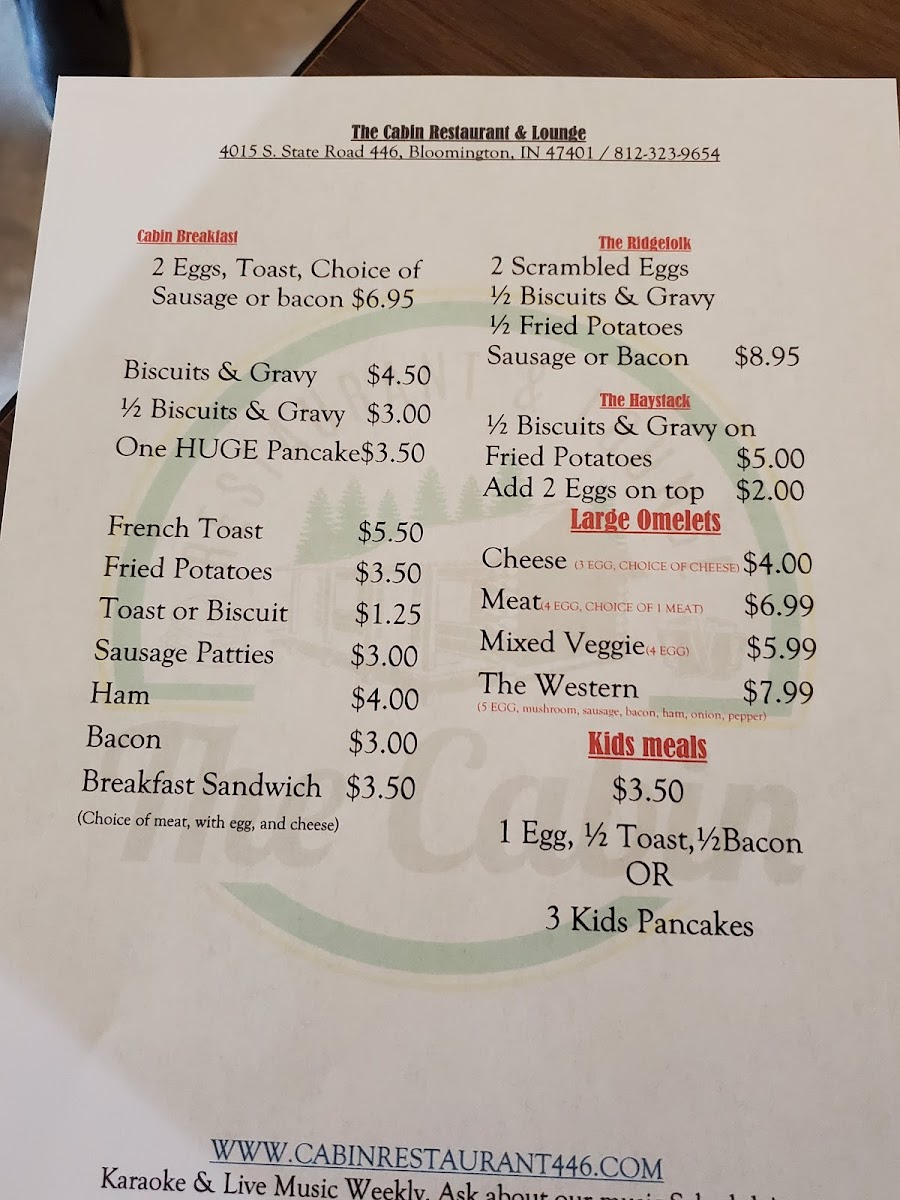 The Cabin Restaurant & Lounge
4015 S. State Road 446, Bloomington, IN 47401 / 812-323-9654
Cabin Breakfast
2 Eggs, Toast, Choice of
Sausage or bacon $6.95
Biscuits & Gravy $4.50
½ Biscuits & Gravy $3.00
One HUGE Pancake$3.50
French Toast $5.50
Fried Potatoes $3.50
Toast or Biscuit $1.25
Sausage Patties $3.00
Ham $4.00
Bacon $3.00
Breakfast Sandwich $3.50
(Choice of meat, with egg, and cheese)
The Ridgefolk
2 Scrambled Eggs
½ Biscuits & Gravy
½ Fried Potatoes
Sausage or Bacon $8.95
The Haystack
½ Biscuits & Gravy on
Fried Potatoes $5.00
Add 2 Eggs on top $2.00
Large Omelets
Cheese (3 EGG, CHOICE OF CHEESE) $4.00
Meat(4 EGG, CHOICE OF 1 MEAT) $6.99
Mixed Veggie(4 EGG) $5.99
The Western $7.99
(5 EGG, mushroom, sausage, bacon, ham, onion, pepper)
Kids meals
$3.50
1 Egg, ½ Toast,½Bacon
OR
3 Kids Pancakes
The Cabin
WWW.CABINRESTAURANT446.COM
Karaoke & Live Music Weekly. Ask about our music